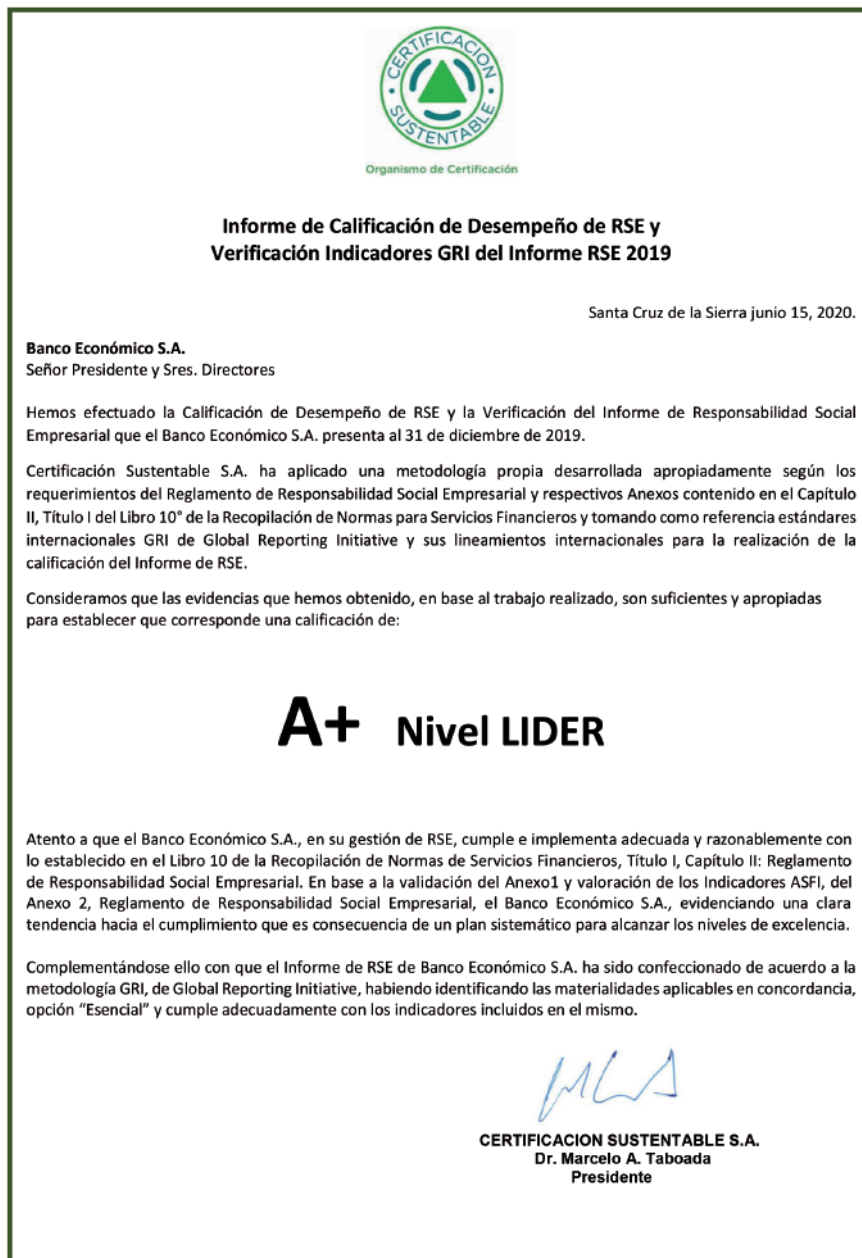 CERTIFICACION
SUSTENTABLE
Organismo de Certificación
Informe de Calificación de Desempeño de RSE y
Verificación Indicadores GRI del Informe RSE 2019
Santa Cruz de la Sierra junio 15, 2020.
Banco Económico S.A.
Señor Presidente y Sres. Directores
Hemos efectuado la Calificación de Desempeño de RSE y la Verificación del Informe de Responsabilidad Social
Empresarial que el Banco Económico S.A. presenta al 31 de diciembre de 2019.
Certificación Sustentable S.A. ha aplicado una metodología propia desarrollada apropiadamente según los
requerimientos del Reglamento de Responsabilidad Social Empresarial y respectivos Anexos contenido en el Capítulo
II, Título I del Libro 10° de la Recopilación de Normas para Servicios Financieros y tomando como referencia estándares
internacionales GRI de Global Reporting Initiative y sus lineamientos internacionales para la realización de la
calificación del Informe de RSE.
Consideramos que las evidencias que hemos obtenido, en base al trabajo realizado, son suficientes y apropiadas
para establecer que corresponde una calificación de:
A+ Nivel LIDER
Atento a que el Banco Económico S.A., en su gestión de RSE, cumple e implementa adecuada y razonablemente con
lo establecido en el Libro 10 de la Recopilación de Normas de Servicios Financieros, Título I, Capítulo II: Reglamento
de Responsabilidad Social Empresarial. En base a la validación del Anexo1 y valoración de los Indicadores ASFI, del
Anexo 2, Reglamento de Responsabilidad Social Empresarial, el Banco Económico S.A., evidenciando una clara
tendencia hacia el cumplimiento que es consecuencia de un plan sistemático para alcanzar los niveles de excelencia.
Complementándose ello con que el Informe de RSE de Banco Económico S.A. ha sido confeccionado de acuerdo a la
metodología GRI, de Global Reporting Initiative, habiendo identificando las materialidades aplicables en concordancia,
opción “Esencial” y cumple adecuadamente con los indicadores incluidos en el mismo.
CERTIFICACION SUSTENTABLE S.A.
Dr. Marcelo A. Taboada
Presidente